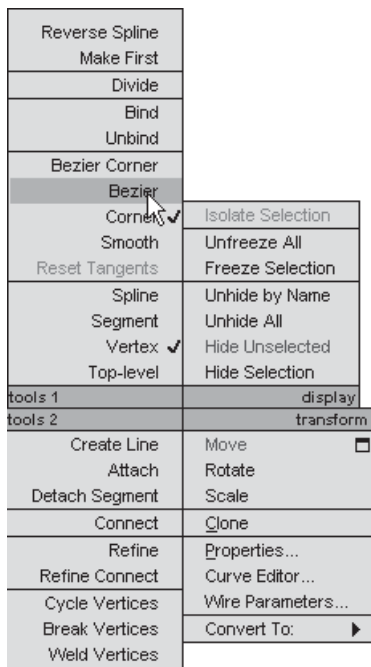 Reverse Spline
Make First
Divide
Bind
Unbind
Bezier Corner
Bezier
Corner
Smooth
Reset Tangents
Spline
Segment
Vertex
Top-level
tools 1
Isolate Selection
Unfreeze All
Freeze Selection
Unhide by Name
Unhide All
Hide Unselected
Hide Selection
display
tools 2
Create Line
Attach
Detach Segment
Connect
Refine
Refine Connect
Cycle Vertices
Break Vertices
Weld Vertices
transform
Move
Rotate
Scale
Clone
Properties...
Curve Editor...
Wire Parameters...
Convert To: